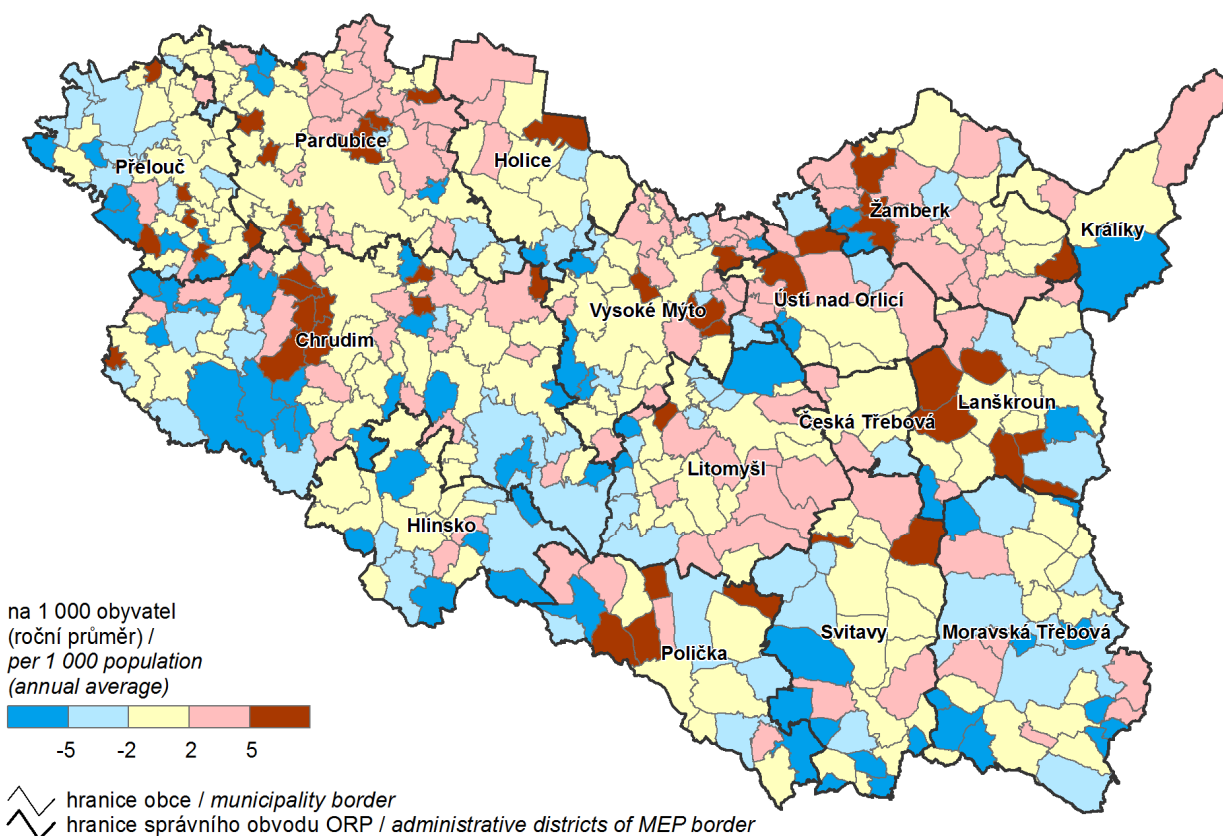 Pardubice
Holice
Přelouč
Žamberk
Králíky
Ústí nad Orlicí
Vysoké Mýto
Chrudim
Lanškroun
Česká Třebová
Litomyšl
Hlinsko
Svitavy
Moravská Třebová
Polička
na 1 000 obyvatel
(roční průměr) /
per 1 000 population
(annual average)
-5 -2 2 5
hranice obce / municipality border
hranice správního obvodu ORP / administrative districts of MEP border